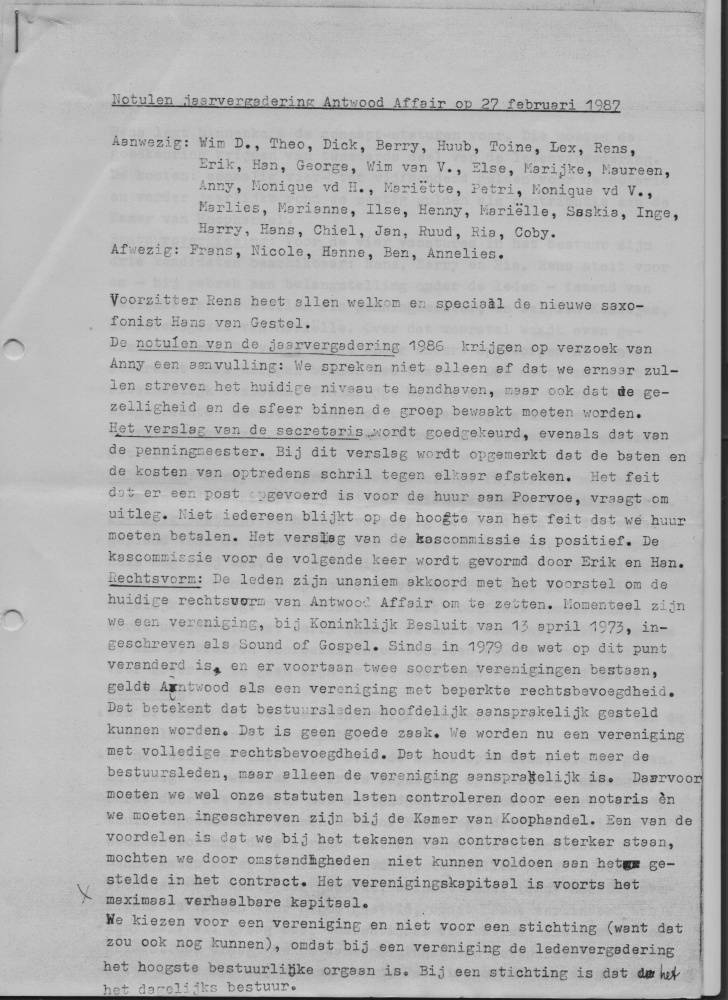 Notulen jaarvergadering Antwood Affair op 27 februari 1987
Aanwezig: Wim D., Theo, Dick, Berry, Huub, Toine, Lex, Rens,
Erik, Han, George, Wim van V., Else, Marijke, Maureen,
Anny, Monique vd H., Mariëtte, Petri, Monique vd V.,
Marlies, Marianne, Ilse, Henny, Mariëlle, Saskia, Inge,
Harry, Hans, Chiel, Jan, Ruud, Ria, Coby.
Afwezig: Frans, Nicole, Hanne, Ben, Annelies.
Voorzitter Rens heet allen welkom en speciaal de nieuwe saxo-
fonist Hans van Gestel.
De notulen van de jaarvergadering 1986 krijgen op verzoek van
Anny een aanvulling: We spreken niet alleen af dat we ernaar zul-
len streven het huidige niveau te handhaven, maar ook dat de ge-
zelligheid en de sfeer binnen de groep bewaakt moeten worden.
Het verslag van de secretaris wordt goedgekeurd, evenals dat van
de penningmeester. Bij dit verslag wordt opgemerkt dat de baten en
de kosten van optredens schril tegen elkaar afsteken. Het feit
dat er een post opgevoerd is voor de huur aan Poervoe, vraagt om
uitleg. Niet iedereen blijkt op de hoogte van het feit dat we huur
moeten betalen. Het verslag van de kascommissie is positief. De
kascommissie voor de volgende keer wordt gevormd door Erik en Han.
Rechtsvorm: De leden zijn unaniem akkoord met het voorstel om de
huidige rechtsvorm van Antwood Affair om te zetten. Momenteel zijn
we een vereniging, bij Koninklijk Besluit van 13 april 1973, in-
geschreven als Sound of Gospel. Sinds in 1979 de wet op dit punt
veranderd is, en er voortaan twee soorten verenigingen bestaan,
geldt Antwood als een vereniging met beperkte rechtsbevoegdheid.
Dat betekent dat bestuursleden hoofdelijk aansprakelijk gesteld
kunnen worden. Dat is geen goede zaak. We worden nu een vereniging
met volledige rechtsbevoegdheid. Dat houdt in dat niet meer de
bestuursleden, maar alleen de vereniging aansprakelijk is. Daarvoor
moeten we wel onze statuten laten controleren door een notaris èn
we moeten ingeschreven zijn bij de Kamer van Koophandel. Een van de
voordelen is dat we bij het tekenen van contracten sterker staan,
mochten we door omstandigheden niet kunnen voldoen aan het ge-
stelde in het contract. Het verenigingskapitaal is voorts het
maximaal verhaalbare kapitaal.
We kiezen voor een vereniging en niet voor een stichting (want dat
zou ook nog kunnen), omdat bij een vereniging de ledenvergadering
het hoogste bestuurlijke orgaan is. Bij een stichting is dat het
het dagelijks bestuur.